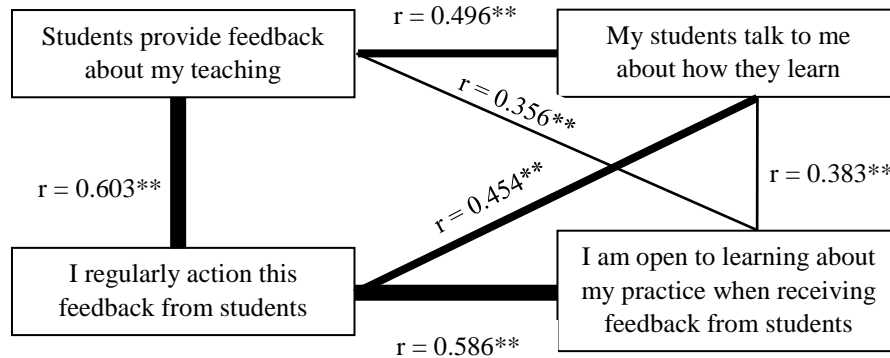 r = 0.496**
Students provide feedback
about my teaching
My students talk to me
about how they learn
r = 0.356**
r = 0.603**
r = 0.454**
r = 0.383**
I regularly action this
feedback from students
I am open to learning about
my practice when receiving
feedback from students
r = 0.586**